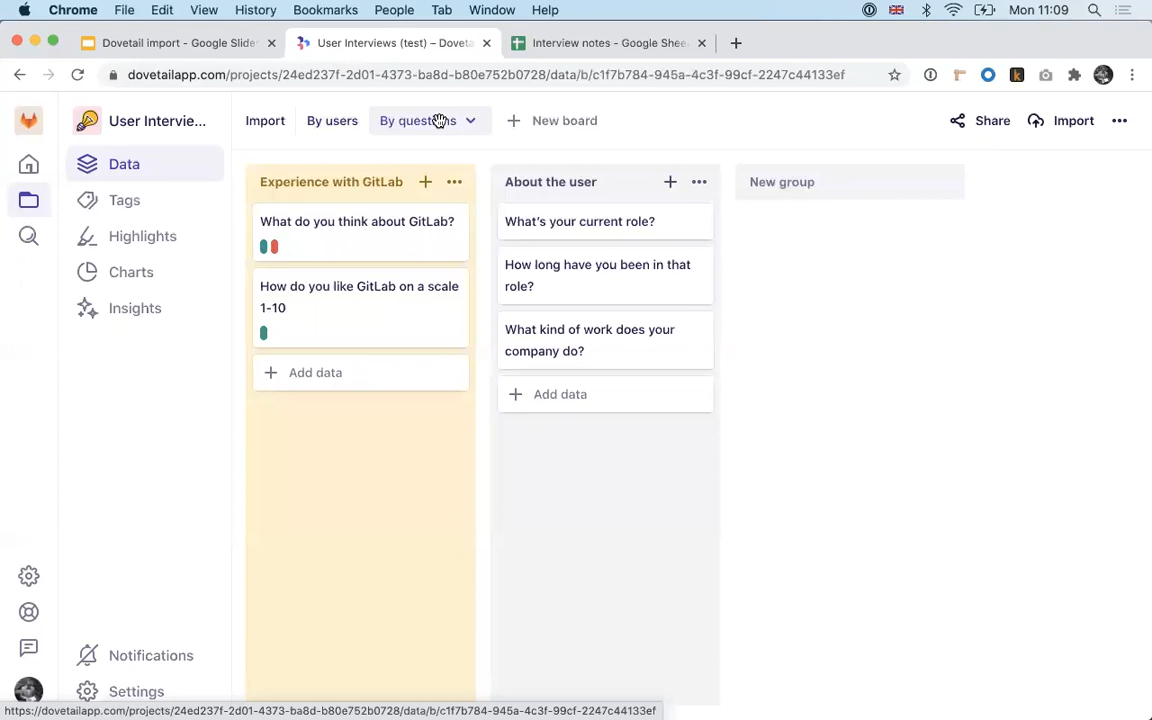 Chrome File Edit View History Bookmarks People Tab Window Help Mon 11:09
Dovetail import - Google Slide
User Interviews (test) – Doveta
Interview notes - Google Shee
dovetailapp.com/projects/24ed237f-2d01-4373-ba8d-b80e752b0728/data/b/c1f7b784-945a-4c3f-99cf-2247c44133ef
User Intervie...
Import
By users
By questions
New board
Share
Import
Data
Tags
Highlights
Charts
Insights
Notifications
Settings
Experience with GitLab
What do you think about GitLab?
How do you like GitLab on a scale
1-10
Add data
About the user
What's your current role?
How long have you been in that
role?
What kind of work does your
company do?
Add data
New group
https://dovetailapp.com/projects/24ed237f-2d01-4373-ba8d-b80e752b0728/data/b/c1f7b784-945a-4c3f-99cf-2247c44133ef